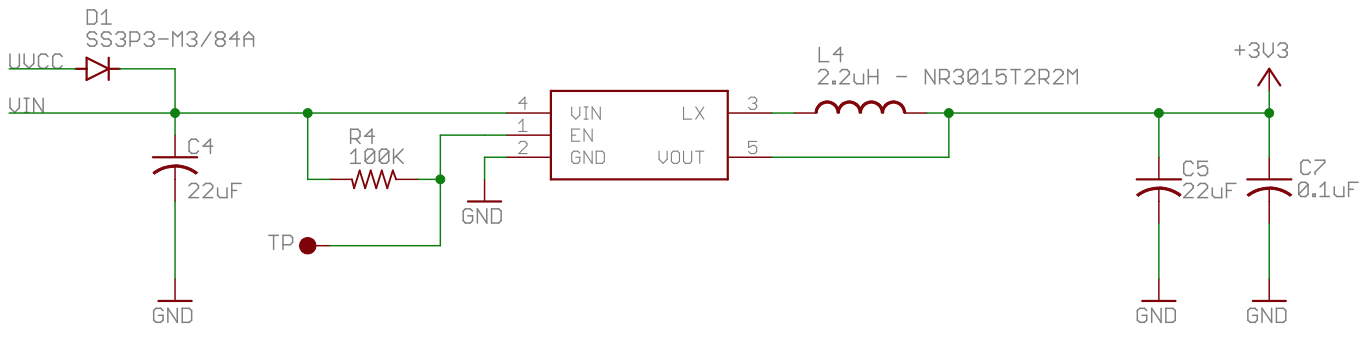 D1
SS3P3-M3/84A
UVCC
VIN
C4
22uF
GND
R4
100K
TP
4
1
2
VIN
EN
GND
LX
VOUT
3
5
GND
L4
2.2uH - NR3015T2R2M
+3V3
C5
22uF
GND
C7
0.1uF
GND